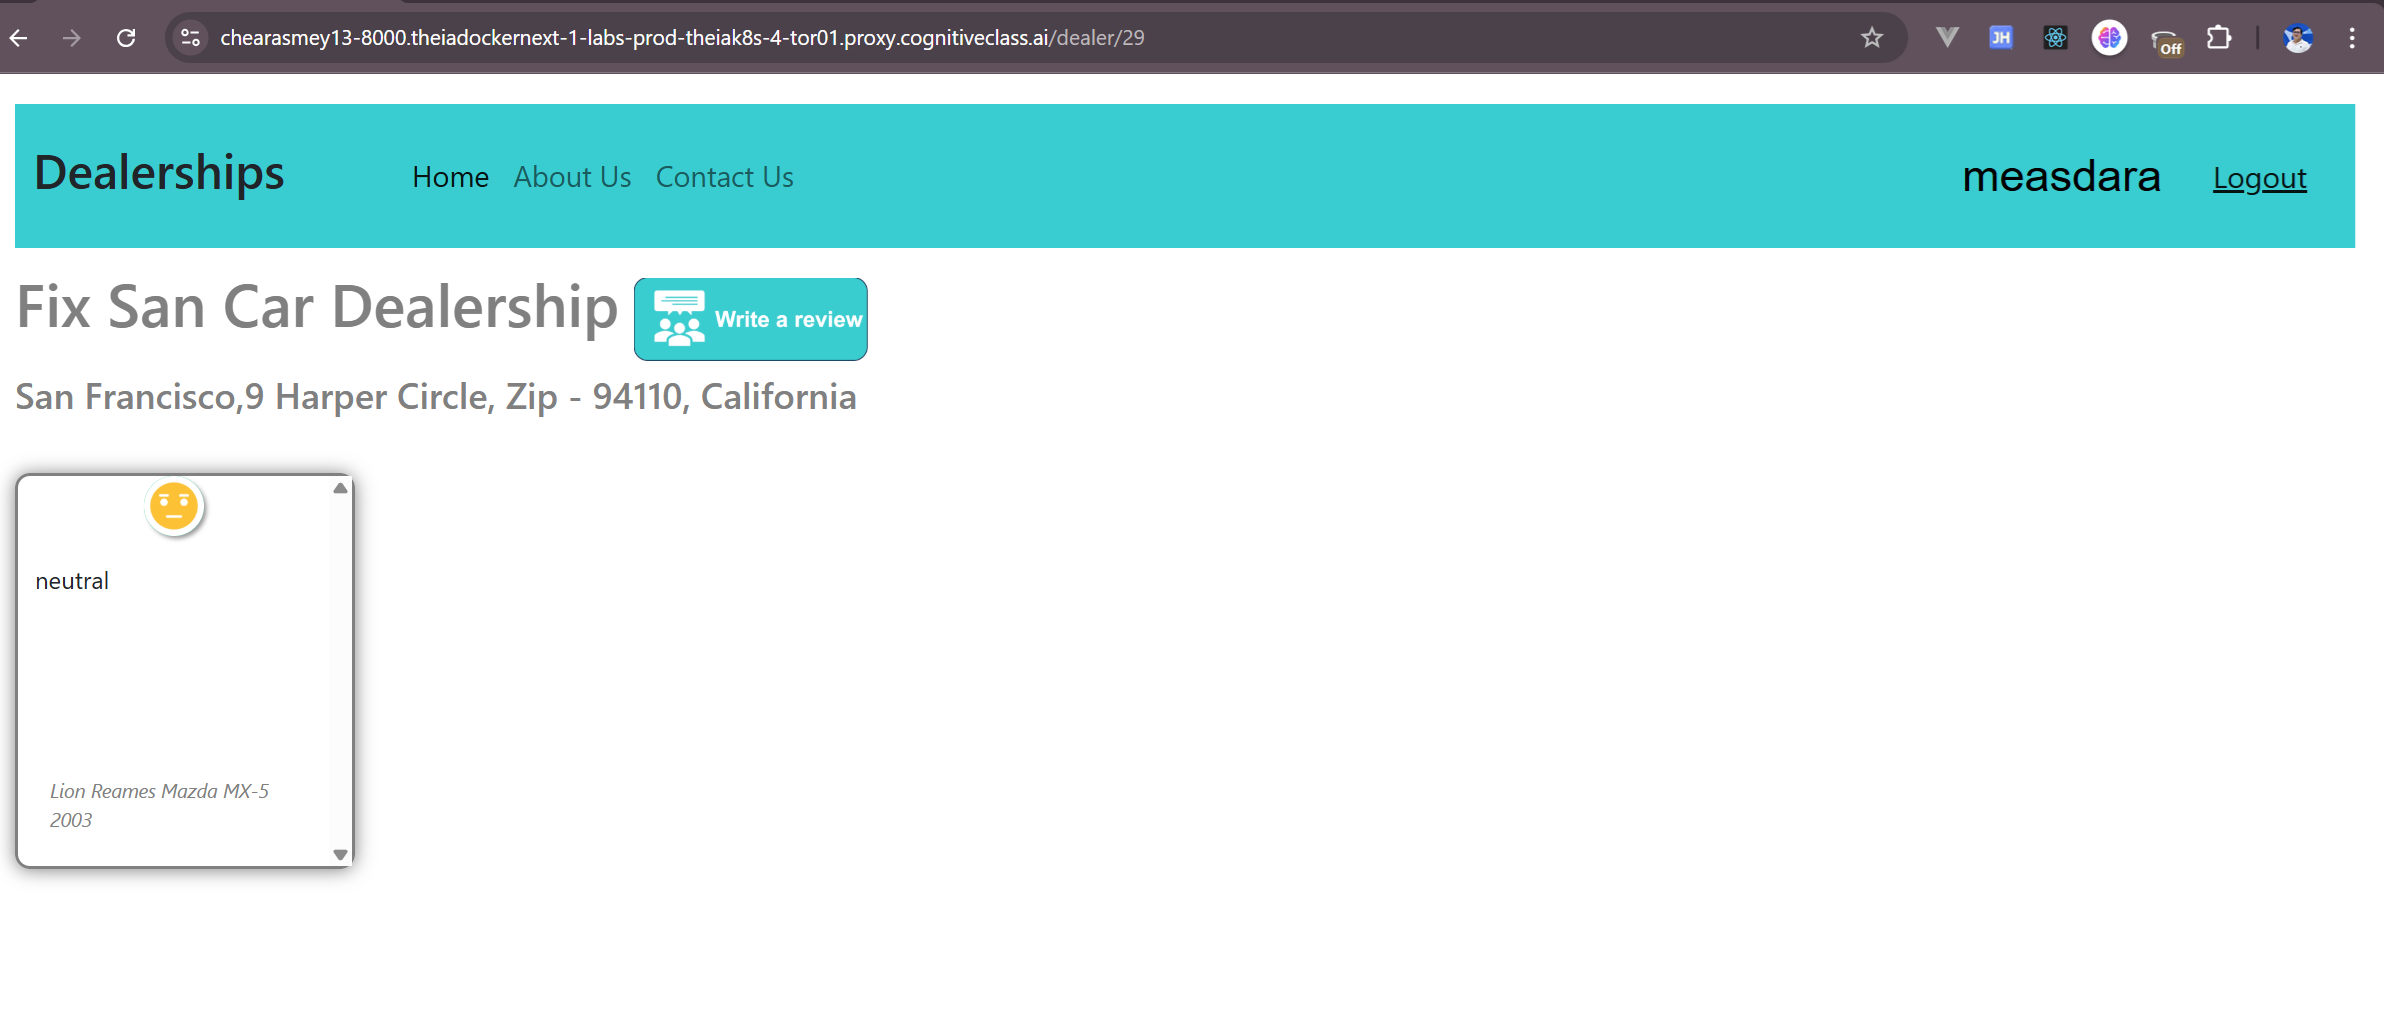 chearasmey13-8000.theiadockernext-1-labs-prod-theiak8s-4-tor01.proxy.cognitiveclass.ai/dealer/29
JH
Off
Dealerships
Home About Us Contact Us
measdara
Logout
Fix San Car Dealership
Write a review
San Francisco,9 Harper Circle, Zip - 94110, California
neutral
Lion Reames Mazda MX-5
2003